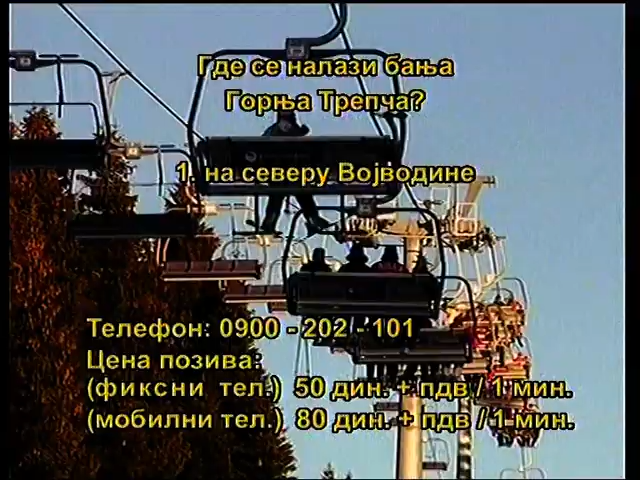 Где се налази бања
Горња Трепча?
1. на северу Војводине
Телефон: 0900 - 202 - 101
Цена позива:
(фиксни тел.) 50 дин. + пдв / 1 мин.
(мобилни тел.) 80 дин. + пдв / 1 мин.